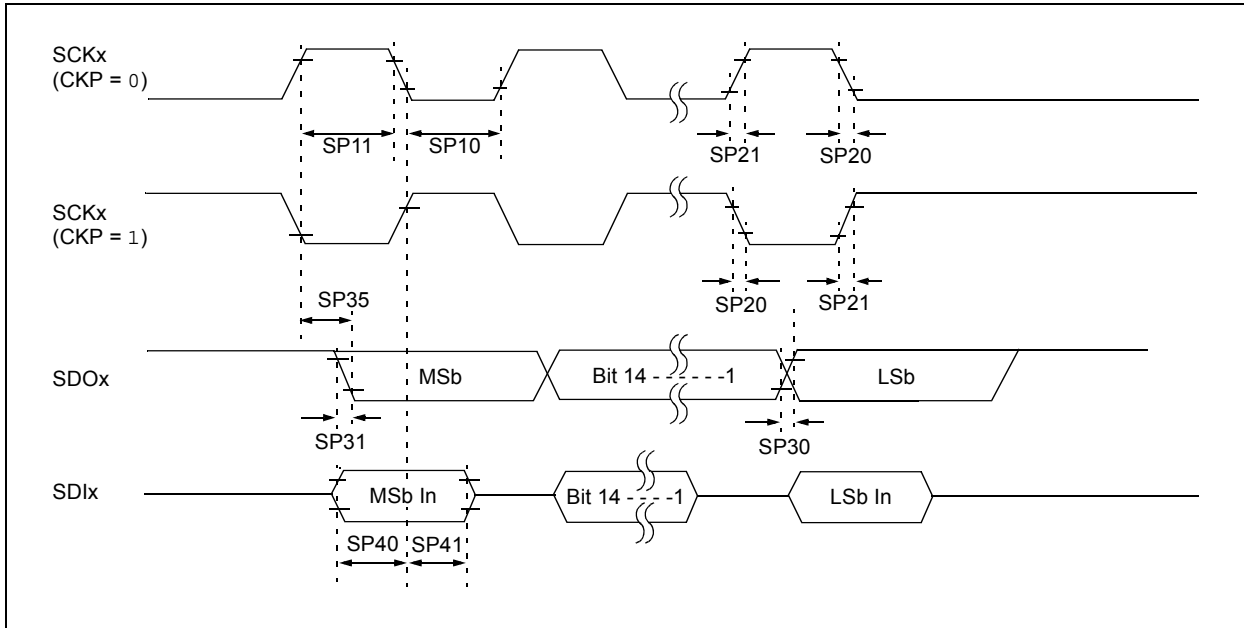 SCKx
(CKP = 0)
SP11
SP10
SP21
SP20
SCKx
(CKP = 1)
SP35
SP20
SP21
SDOx
MSb
Bit 14 - - - - - -1
LSb
SP31
SP30
SDIx
MSb In
Bit 14 - - - -1
LSb In
SP40
SP41